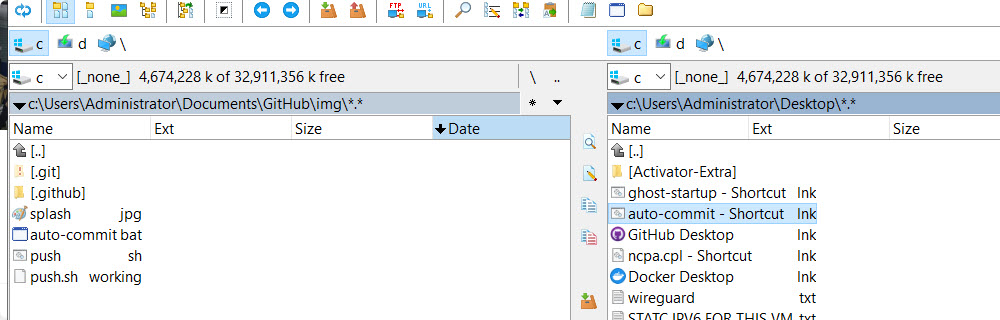 FTP URL
c d \
c [_none_] 4,674,228 k of 32,911,356 k free \ ..
c:\Users\Administrator\Documents\GitHub\img\*.* *
Name Ext Size Date
[..]
[.git]
[.github]
splash jpg
auto-commit bat
push sh
push.sh working
c d \
c [_none_] 4,674,228 k of 32,911,356 k free
c:\Users\Administrator\Desktop\*.*
Name Ext Size
[..]
[Activator-Extra]
ghost-startup - Shortcut lnk
auto-commit - Shortcut lnk
GitHub Desktop lnk
ncpa.cpl - Shortcut lnk
Docker Desktop lnk
wireguard txt
STATC IPV6 FOR THIS VM txt